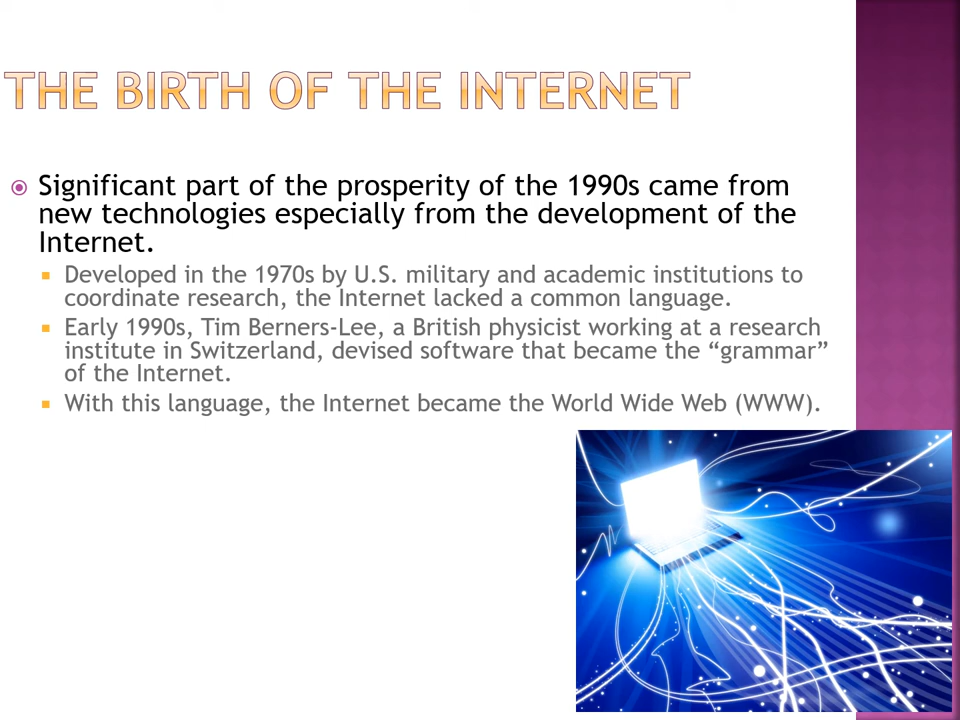 THE BIRTH OF THE INTERNET
Significant part of the prosperity of the 1990s came from
new technologies especially from the development of the
Internet.
Developed in the 1970s by U.S. military and academic institutions to
coordinate research, the Internet lacked a common language.
Early 1990s, Tim Berners-Lee, a British physicist working at a research
institute in Switzerland, devised software that became the “grammar”
of the Internet.
With this language, the Internet became the World Wide Web (WWW).